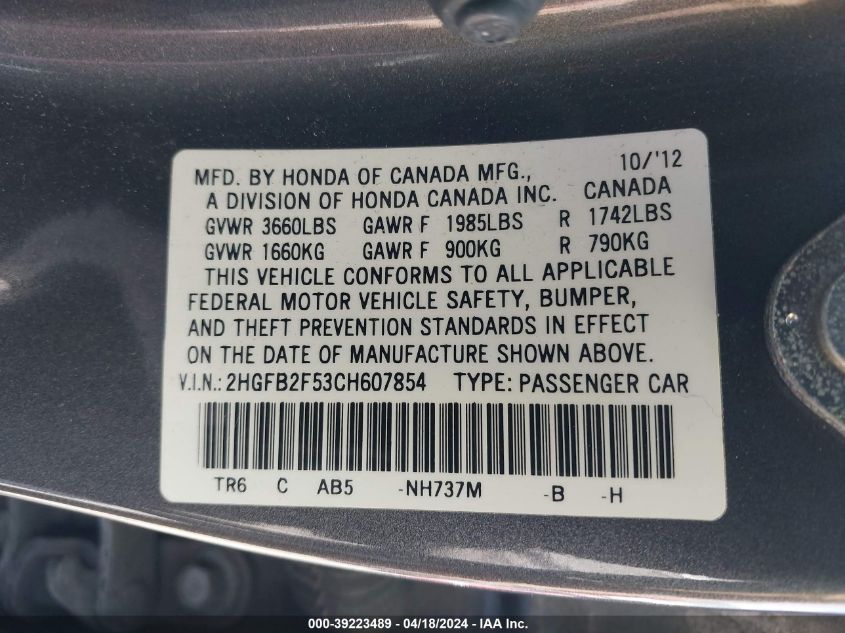 MFD. BY HONDA OF CANADA MFG., 10/'12
A DIVISION OF HONDA CANADA INC. CANADA
GVWR 3660LBS GAWR F 1985LBS R 1742LBS
GVWR 1660KG GAWR F 900KG R 790KG
THIS VEHICLE CONFORMS TO ALL APPLICABLE
FEDERAL MOTOR VEHICLE SAFETY, BUMPER,
AND THEFT PREVENTION STANDARDS IN EFFECT
ON THE DATE OF MANUFACTURE SHOWN ABOVE.
V.I.N.: 2HGFB2F53CH607854 TYPE: PASSENGER CAR
TR6 C AB5 -NH737M -B -H
000-39223489 - 04/18/2024 - IAA Inc.